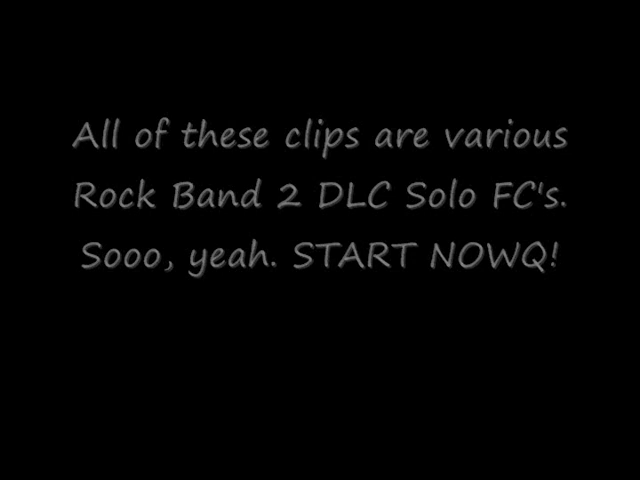 All of these clips are various
Rock Band 2 DLC Solo FC's.
Sooo, yeah. START NOWQ!